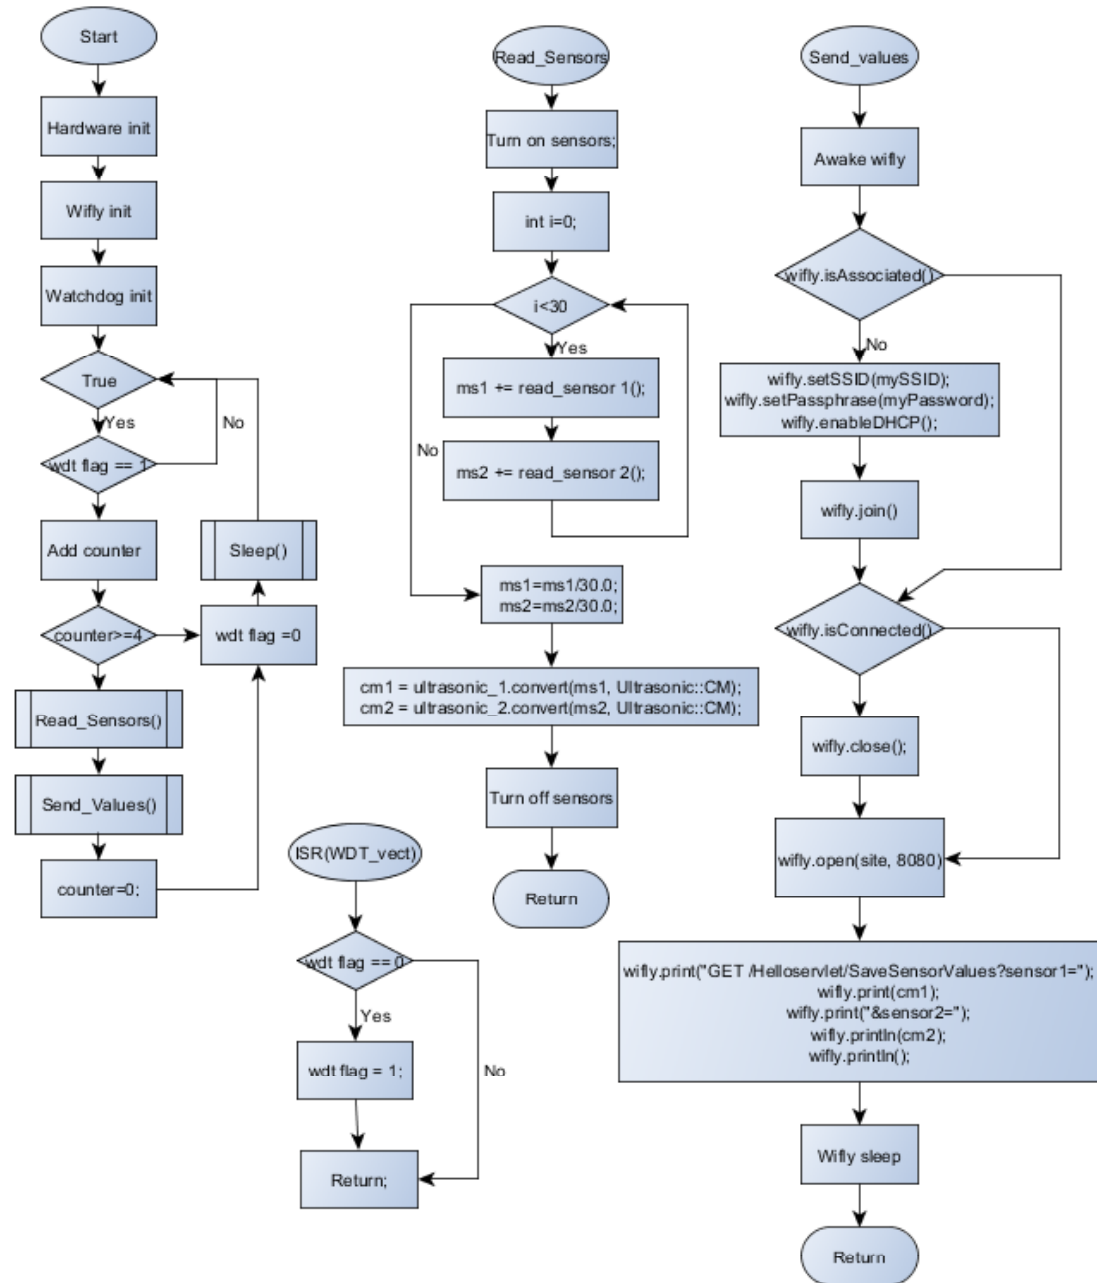 Start
Hardware init
Wifly init
Watchdog init
True
Yes
No
wdt flag == 1
Add counter
Sleep()
counter>=4
wdt flag =0
Read_Sensors()
Send_Values()
counter=0;
Read_Sensors
Turn on sensors;
int i=0;
i<30
Yes
ms1 += read_sensor 1();
No
ms2 += read_sensor 2();
ms1=ms1/30.0;
ms2=ms2/30.0;
cm1 = ultrasonic_1.convert(ms1, Ultrasonic::CM);
cm2 = ultrasonic_2.convert(ms2, Ultrasonic::CM);
Turn off sensors
Return
ISR(WDT_vect)
wdt flag == 0
Yes
wdt flag = 1;
No
Return;
Send_values
Awake wifly
wifly.isAssociated()
No
wifly.setSSID(mySSID);
wifly.setPassphrase(myPassword);
wifly.enableDHCP();
wifly.join()
wifly.isConnected()
wifly.close();
wifly.open(site, 8080)
wifly.print("GET /Helloservlet/SaveSensorValues?sensor1=");
wifly.print(cm1);
wifly.print("&sensor2=");
wifly.println(cm2);
wifly.println();
Wifly sleep
Return